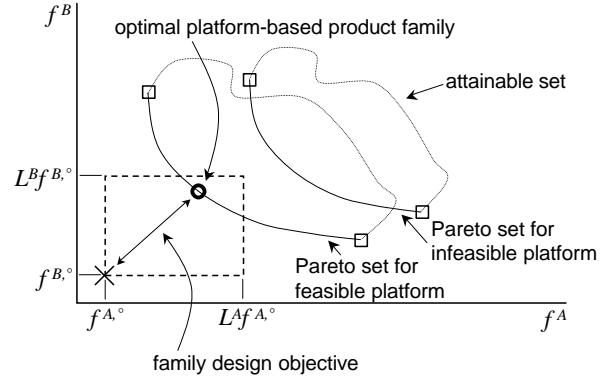 f^B
optimal platform-based product family
attainable set
L^B f^{B,°}
Pareto set for
infeasible platform
Pareto set for
feasible platform
f^{B,°}
f^{A,°}
L^A f^{A,°}
f^A
family design objective